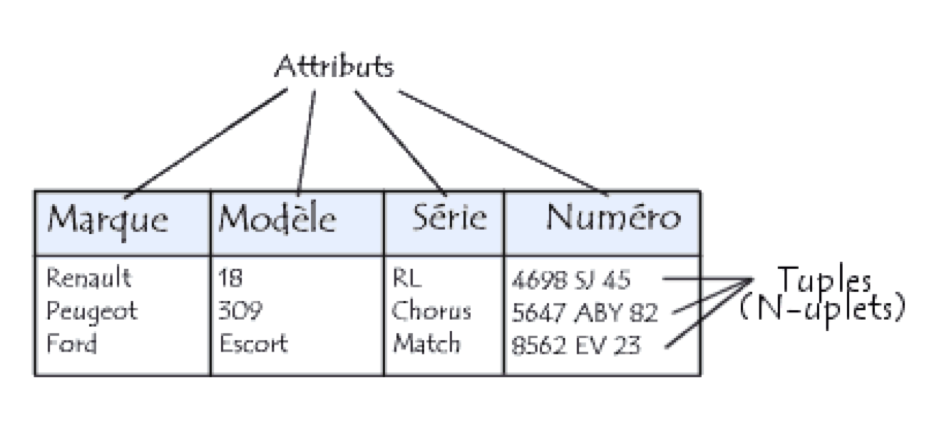 Attributs
Marque Modèle Série Numéro
Renault 18 RL 4698 SJ 45
Peugeot 309 Chorus 5647 ABY 82
Ford Escort Match 8562 EV 23
Tuples
(N-uplets)